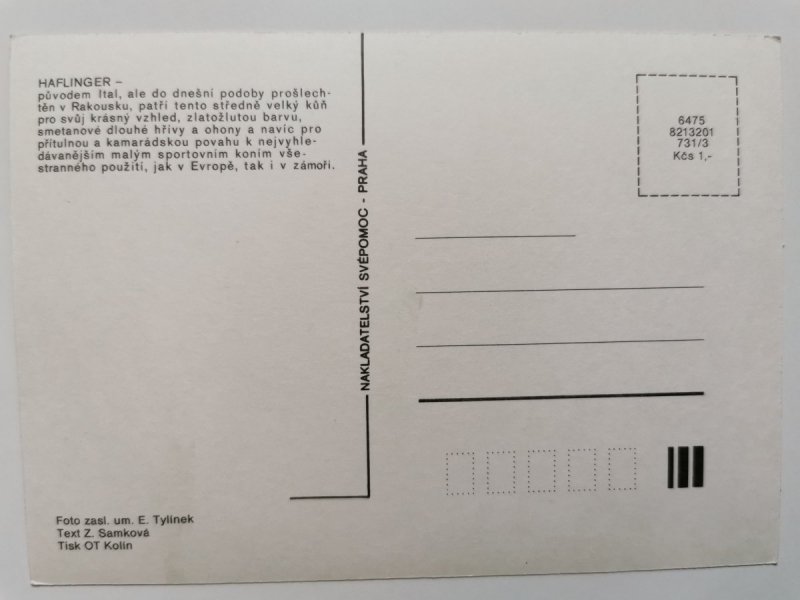 HAFLINGER –
původem Ital, ale do dnešní podoby prošlech-
těn v Rakousku, patří tento středně velký kůň
pro svůj krásný vzhled, zlatožlutou barvu,
smetanové dlouhé hřívy a ohony a navíc pro
přítulnou a kamarádskou povahu k nejvyhle-
dávanějším malým sportovním koním vše-
stranného použití, jak v Evropě, tak i v zámoří.
Foto zasl. um. E. Tylínek
Text Z. Samková
Tisk OT Kolín
NAKLADATELSTVÍ SVÉPOMOC - PRAHA
6475
8213201
731/3
Kčs 1,-